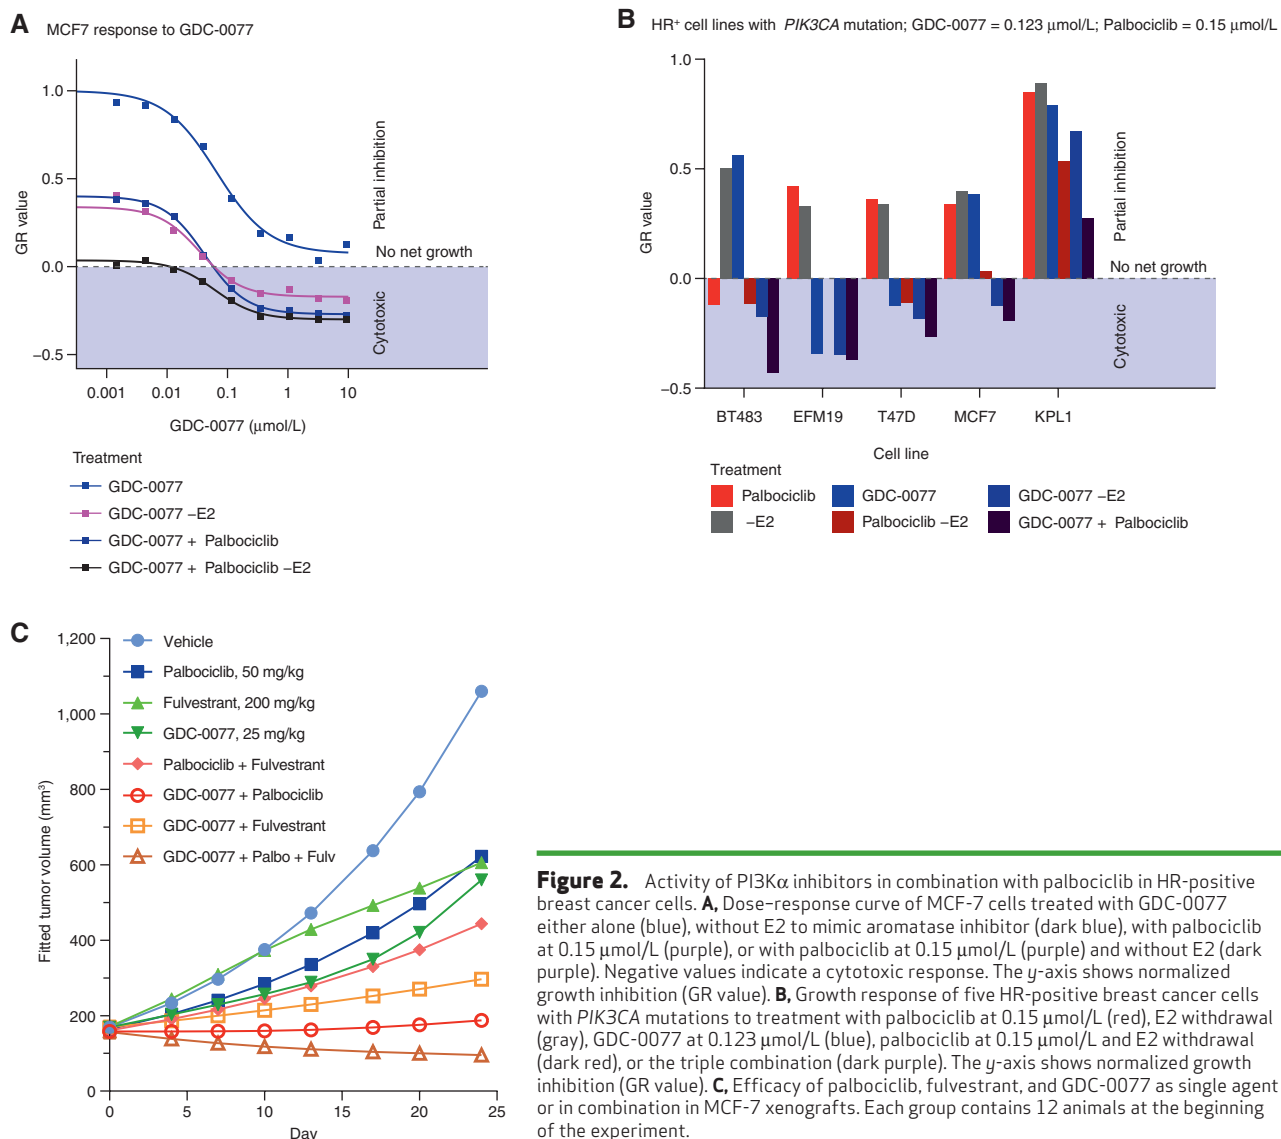 A
MCF7 response to GDC-0077
GR value
1.0
0.5
0.0
−0.5
Partial inhibition
No net growth
Cytotoxic
0.001
0.01
0.1
1
10
GDC-0077 (μmol/L)
Treatment
GDC-0077
GDC-0077 −E2
GDC-0077 + Palbociclib
GDC-0077 + Palbociclib −E2
B
HR⁺ cell lines with PIK3CA mutation; GDC-0077 = 0.123 μmol/L; Palbociclib = 0.15 μmol/L
GR value
1.0
0.5
0.0
−0.5
Partial inhibition
No net growth
Cytotoxic
BT483
EFM19
T47D
MCF7
KPL1
Cell line
Treatment
Palbociclib
GDC-0077
GDC-0077 −E2
−E2
Palbociclib −E2
GDC-0077 + Palbociclib
C
Fitted tumor volume (mm³)
1,200
1,000
800
600
400
200
0
Vehicle
Palbociclib, 50 mg/kg
Fulvestrant, 200 mg/kg
GDC-0077, 25 mg/kg
Palbociclib + Fulvestrant
GDC-0077 + Palbociclib
GDC-0077 + Fulvestrant
GDC-0077 + Palbo + Fulv
0
5
10
15
20
25
Day
Figure 2. Activity of PI3Kα inhibitors in combination with palbociclib in HR-positive
breast cancer cells. A, Dose–response curve of MCF-7 cells treated with GDC-0077
either alone (blue), without E2 to mimic aromatase inhibitor (dark blue), with palbociclib
at 0.15 μmol/L (purple), or with palbocirclib at 0.15 μmol/L (purple) and without E2 (dark
purple). Negative values indicate a cytotoxic response. The y-axis shows normalized
growth inhibition (GR value). B, Growth response of five HR-positive breast cancer cells
with PIK3CA mutations to treatment with palbociclib at 0.15 μmol/L (red), E2 withdrawal
(gray), GDC-0077 at 0.123 μmol/L (blue), palbociclib at 0.15 μmol/L and E2 withdrawal
(dark red), or the triple combination (dark purple). The y-axis shows normalized growth
inhibition (GR value). C, Efficacy of palbociclib, fulvestrant, and GDC-0077 as single agent
or in combination in MCF-7 xenografts. Each group contains 12 animals at the beginning
of the experiment.